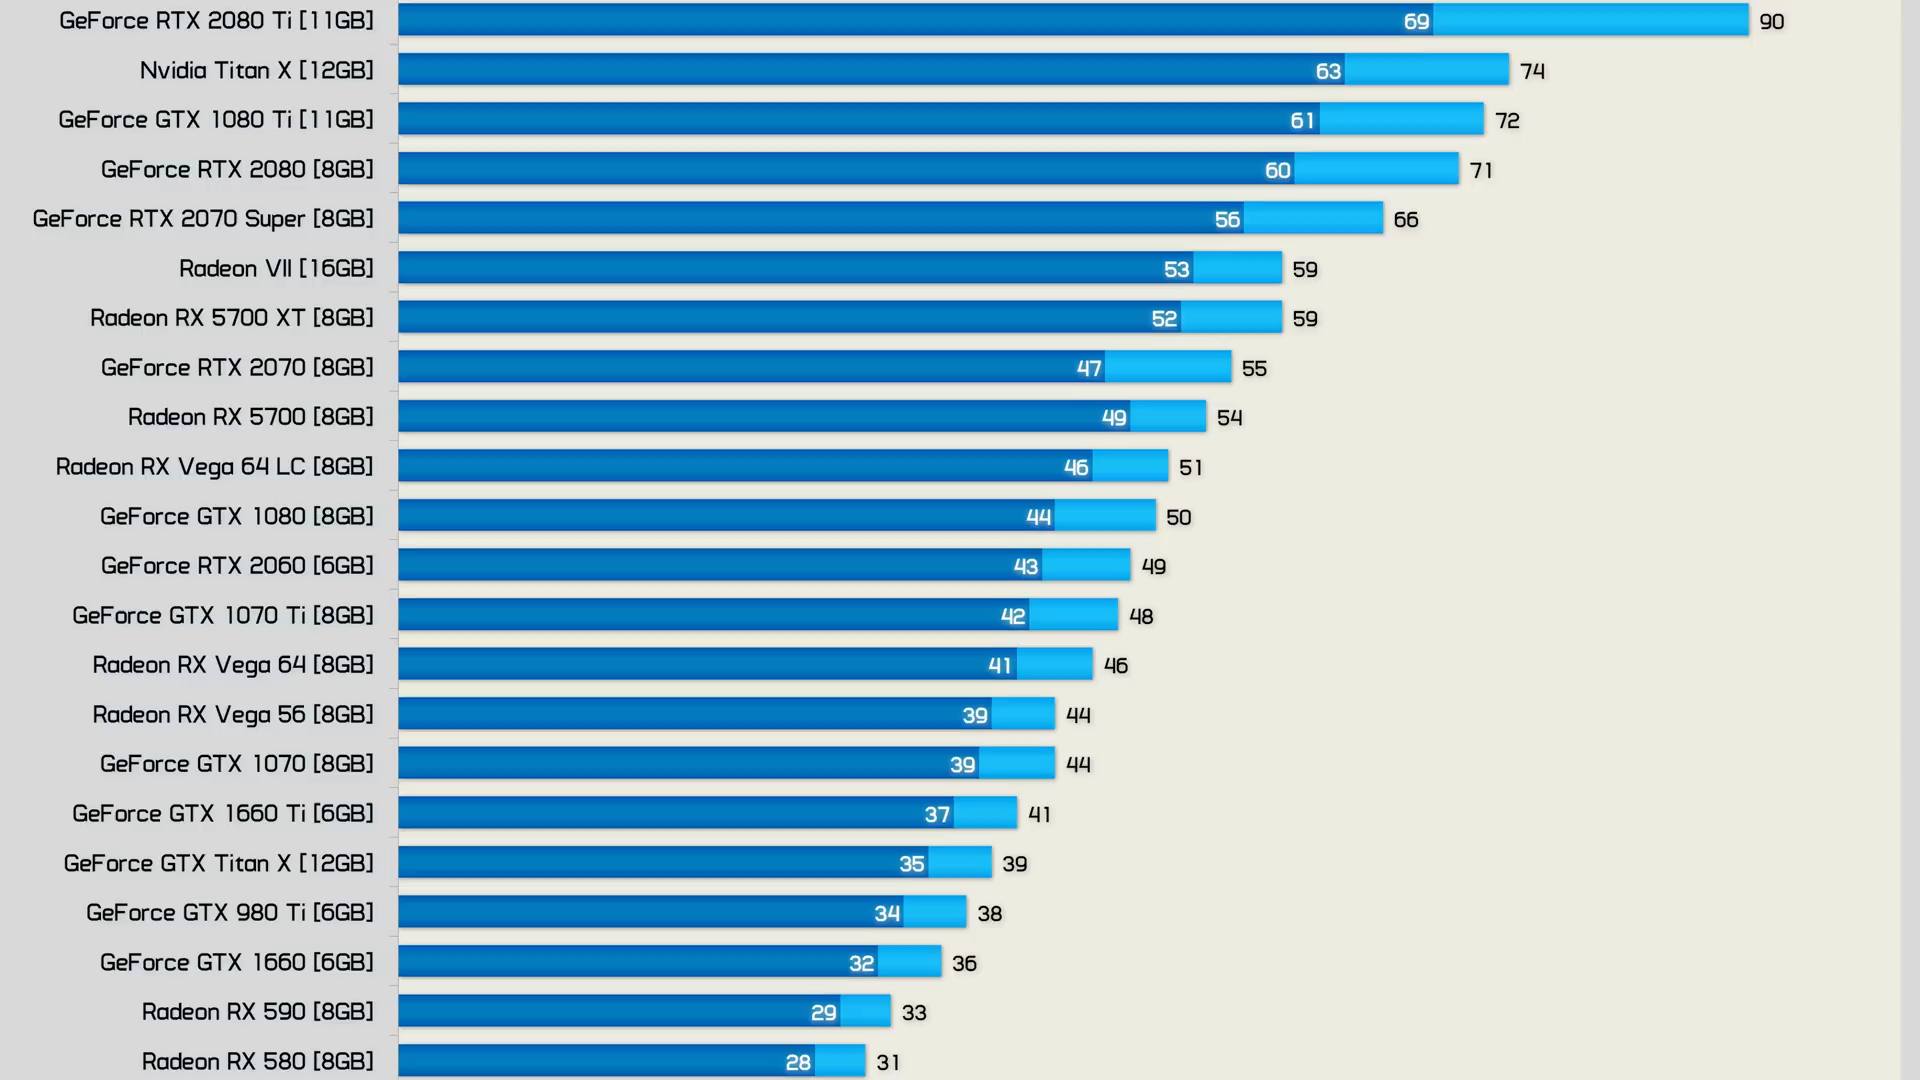 GeForce RTX 2080 Ti [11GB] 69 90
Nvidia Titan X [12GB] 63 74
GeForce GTX 1080 Ti [11GB] 61 72
GeForce RTX 2080 [8GB] 60 71
GeForce RTX 2070 Super [8GB] 56 66
Radeon VII [16GB] 53 59
Radeon RX 5700 XT [8GB] 52 59
GeForce RTX 2070 [8GB] 47 55
Radeon RX 5700 [8GB] 49 54
Radeon RX Vega 64 LC [8GB] 46 51
GeForce GTX 1080 [8GB] 44 50
GeForce RTX 2060 [6GB] 43 49
GeForce GTX 1070 Ti [8GB] 42 48
Radeon RX Vega 64 [8GB] 41 46
Radeon RX Vega 56 [8GB] 39 44
GeForce GTX 1070 [8GB] 39 44
GeForce GTX 1660 Ti [6GB] 37 41
GeForce GTX Titan X [12GB] 35 39
GeForce GTX 980 Ti [6GB] 34 38
GeForce GTX 1660 [6GB] 32 36
Radeon RX 590 [8GB] 29 33
Radeon RX 580 [8GB] 28 31